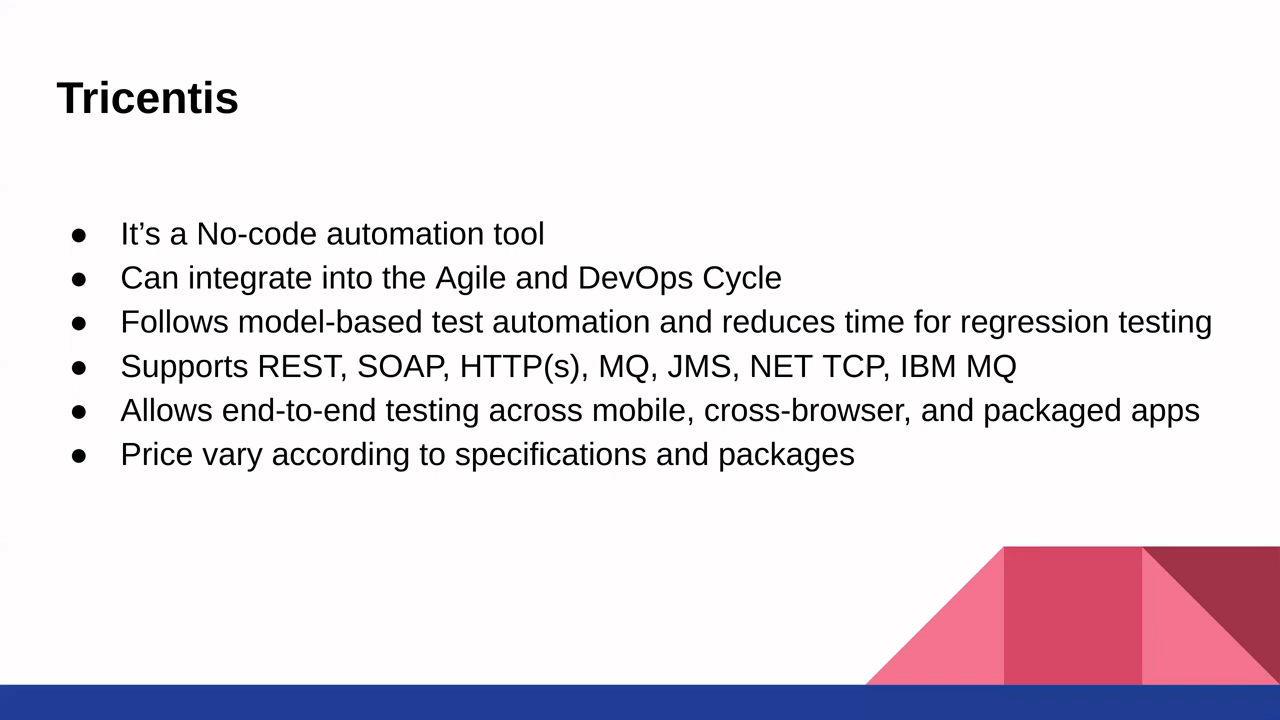 Tricentis
● It’s a No-code automation tool
● Can integrate into the Agile and DevOps Cycle
● Follows model-based test automation and reduces time for regression testing
● Supports REST, SOAP, HTTP(s), MQ, JMS, NET TCP, IBM MQ
● Allows end-to-end testing across mobile, cross-browser, and packaged apps
● Price vary according to specifications and packages